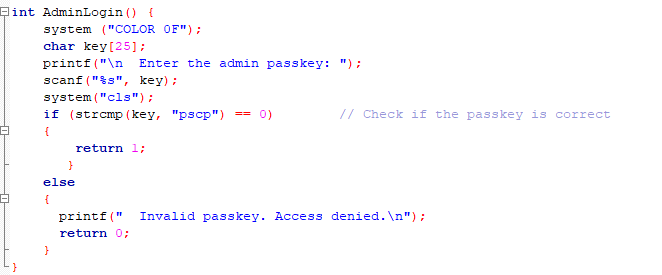 int AdminLogin() {
    system ("COLOR 0F");
    char key[25];
    printf("\n  Enter the admin passkey: ");
    scanf("%s", key);
    system("cls");
    if (strcmp(key, "pscp") == 0)        // Check if the passkey is correct
    {
        return 1;
       }
    else
    {
      printf("  Invalid passkey. Access denied.\n");
      return 0;
    }
}